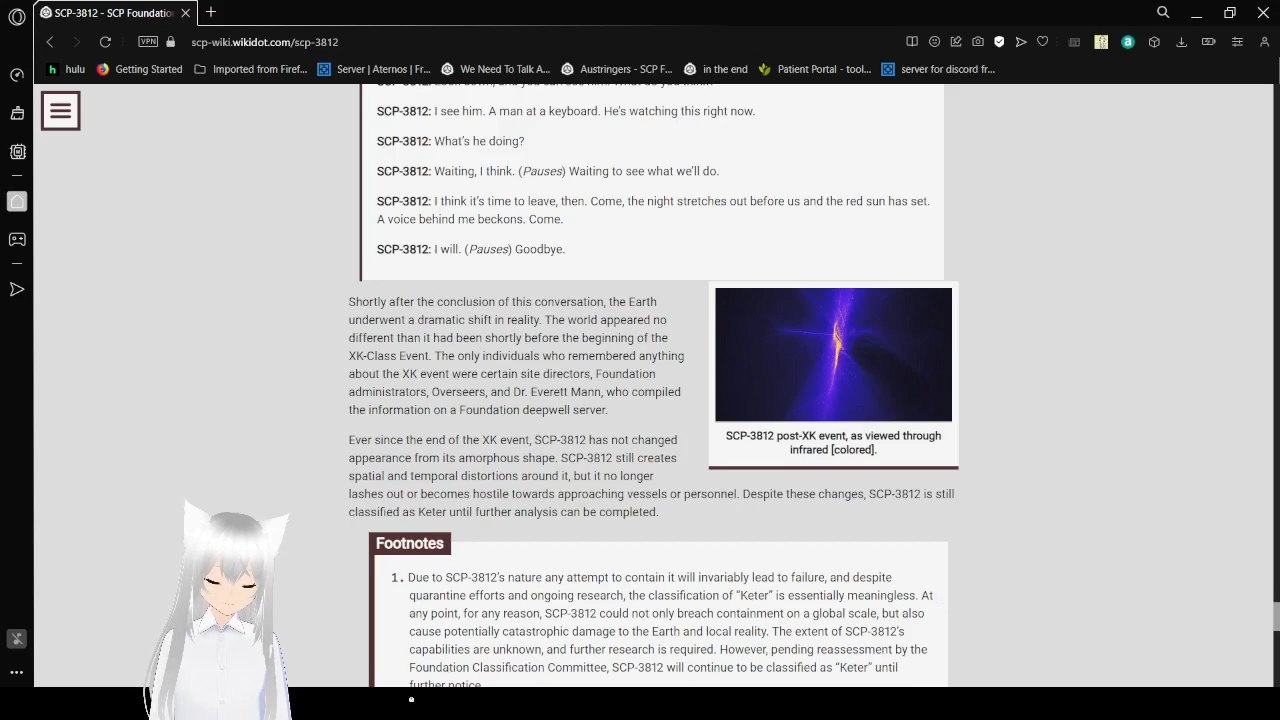 SCP-3812 - SCP Foundatio
VPN
scp-wiki.wikidot.com/scp-3812
hulu
Getting Started
Imported from Firef...
Server | Aternos | Fr...
We Need To Talk A...
Austringers - SCP F...
in the end
Patient Portal - tool...
server for discord fr...
SCP-3812: I see him. A man at a keyboard. He's watching this right now.
SCP-3812: What's he doing?
SCP-3812: Waiting, I think. (Pauses) Waiting to see what we'll do.
SCP-3812: I think it's time to leave, then. Come, the night stretches out before us and the red sun has set.
A voice behind me beckons. Come.
SCP-3812: I will. (Pauses) Goodbye.
Shortly after the conclusion of this conversation, the Earth
underwent a dramatic shift in reality. The world appeared no
different than it had been shortly before the beginning of the
XK-Class Event. The only individuals who remembered anything
about the XK event were certain site directors, Foundation
administrators, Overseers, and Dr. Everett Mann, who compiled
the information on a Foundation deepwell server.
SCP-3812 post-XK event, as viewed through
infrared [colored].
Ever since the end of the XK event, SCP-3812 has not changed
appearance from its amorphous shape. SCP-3812 still creates
spatial and temporal distortions around it, but it no longer
lashes out or becomes hostile towards approaching vessels or personnel. Despite these changes, SCP-3812 is still
classified as Keter until further analysis can be completed.
Footnotes
1. Due to SCP-3812's nature any attempt to contain it will invariably lead to failure, and despite
quarantine efforts and ongoing research, the classification of "Keter" is essentially meaningless. At
any point, for any reason, SCP-3812 could not only breach containment on a global scale, but also
cause potentially catastrophic damage to the Earth and local reality. The extent of SCP-3812's
capabilities are unknown, and further research is required. However, pending reassessment by the
Foundation Classification Committee, SCP-3812 will continue to be classified as "Keter" until
further notice.